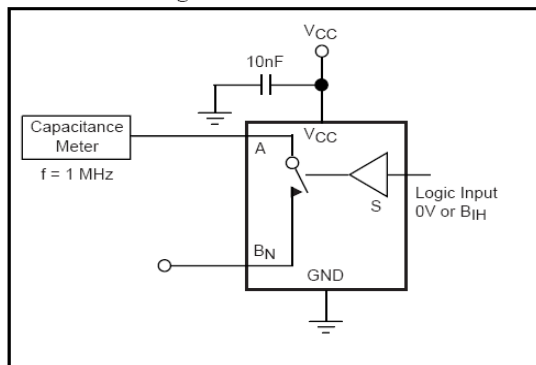 VCC
10nF
VCC
Capacitance
Meter
f = 1 MHz
A
Logic Input
0V or BIH
S
BN
GND